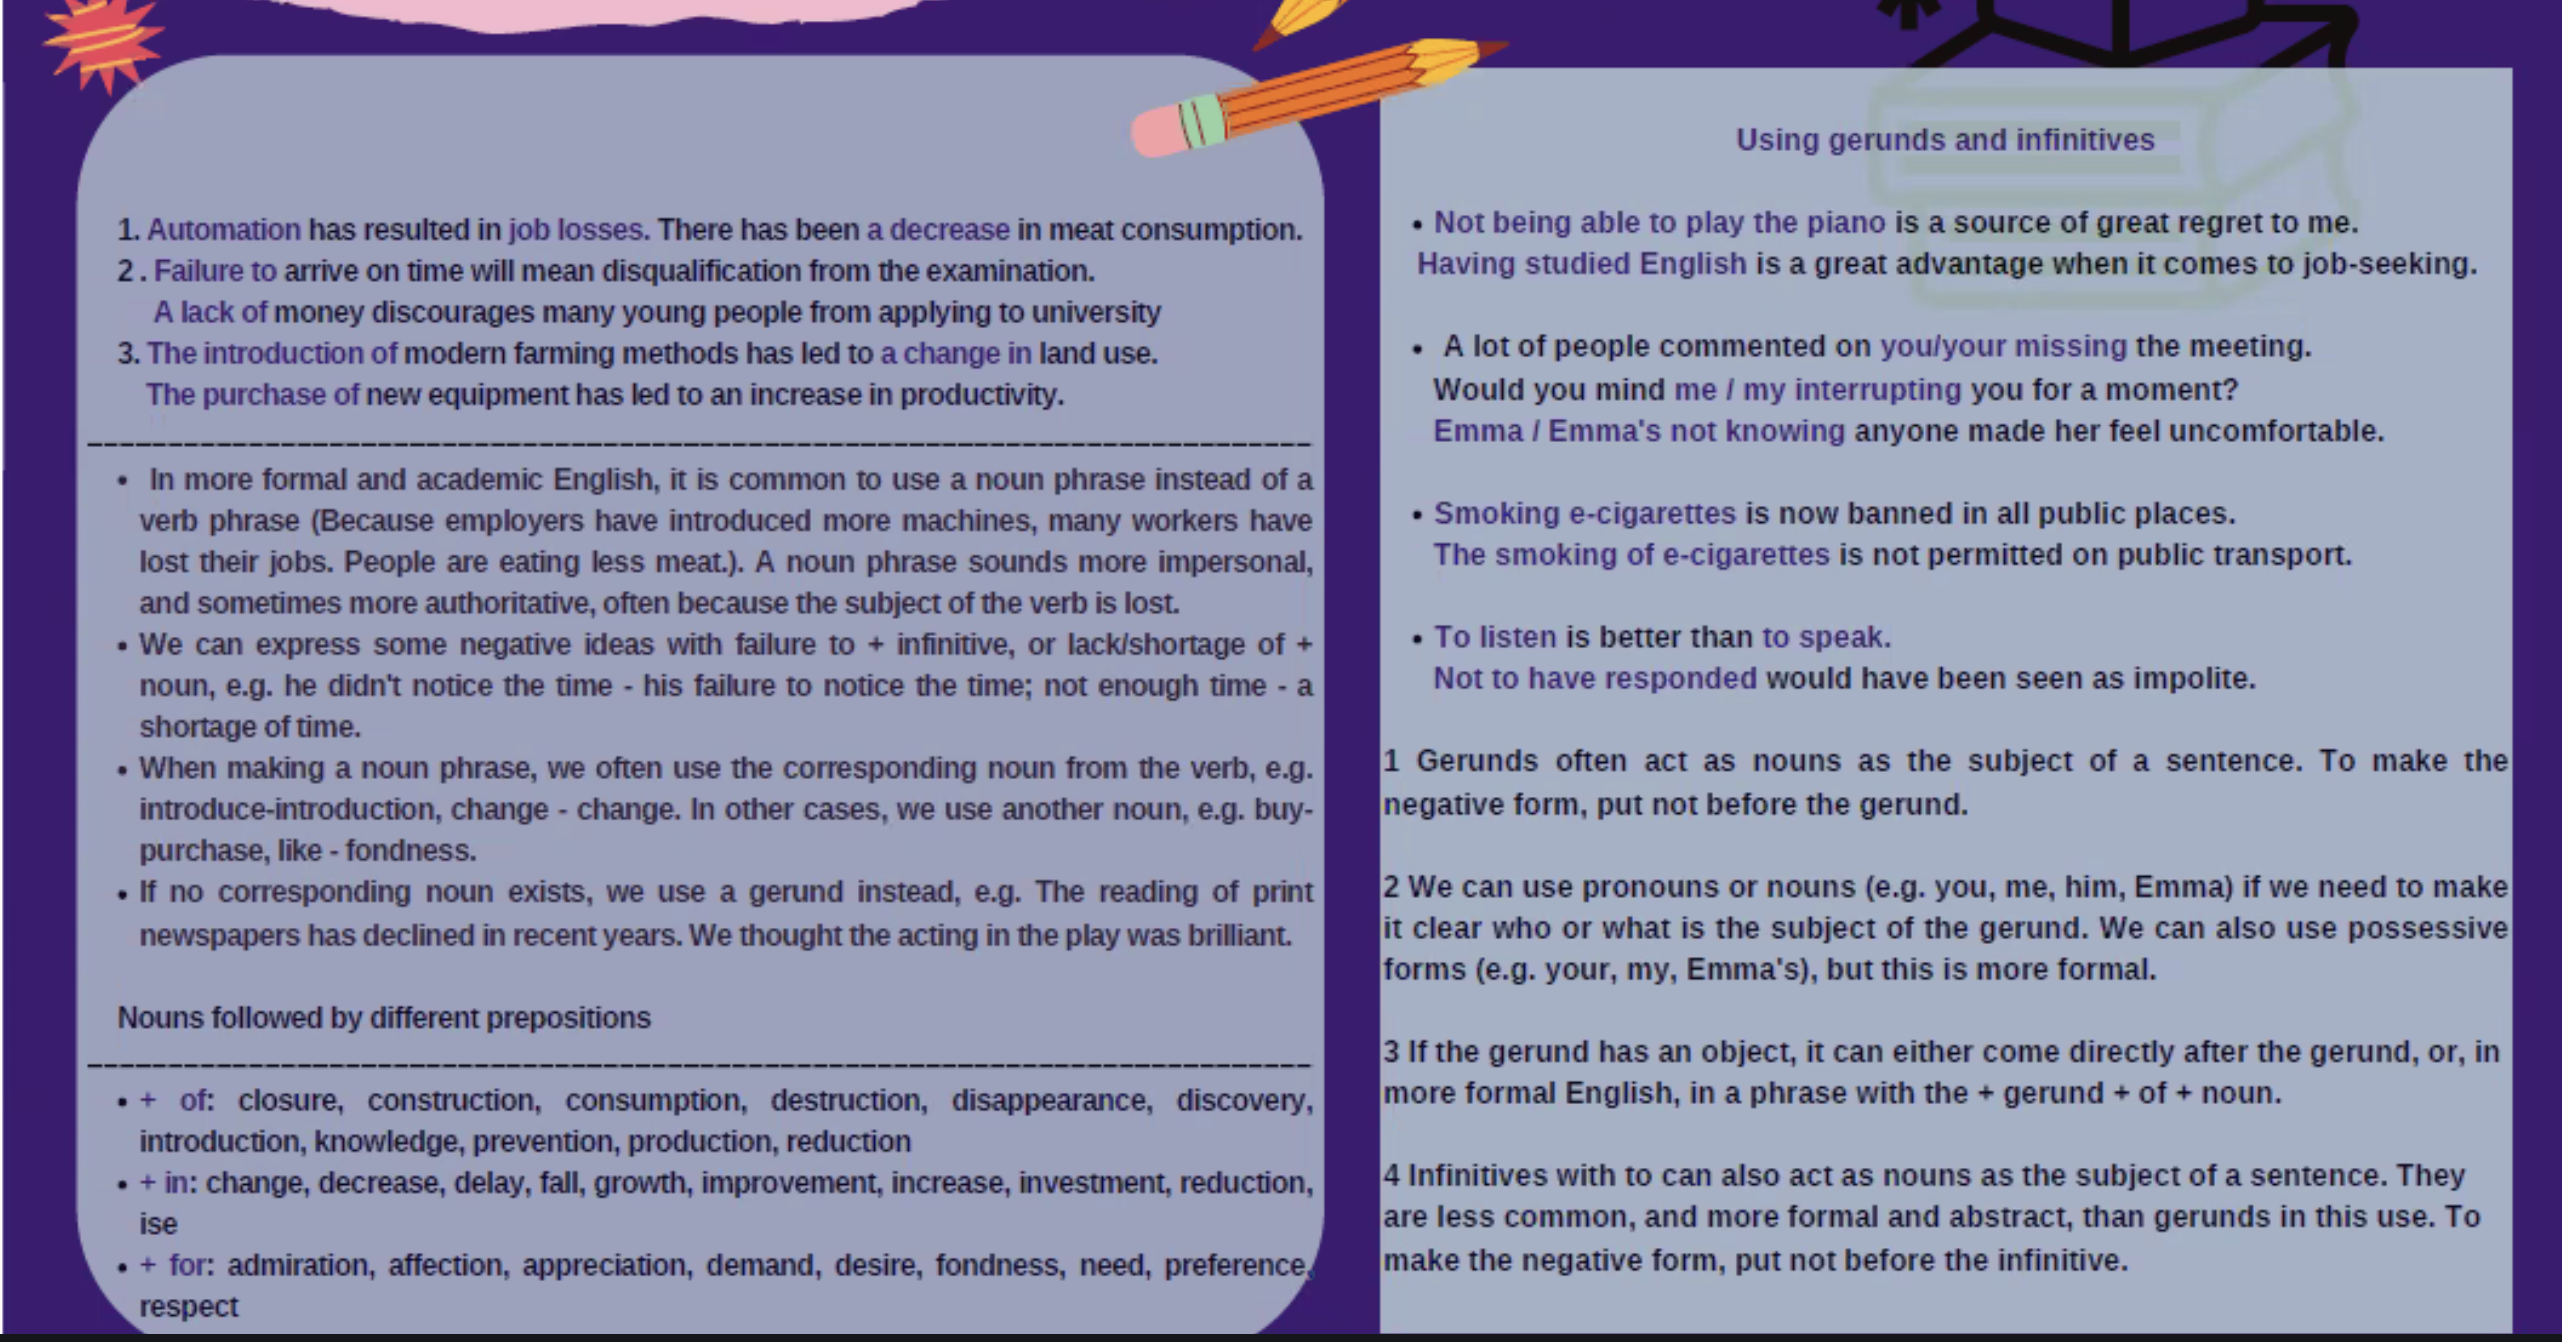 1. Automation has resulted in job losses. There has been a decrease in meat consumption.
2 . Failure to arrive on time will mean disqualification from the examination.
A lack of money discourages many young people from applying to university
3. The introduction of modern farming methods has led to a change in land use.
The purchase of new equipment has led to an increase in productivity.
• In more formal and academic English, it is common to use a noun phrase instead of a
verb phrase (Because employers have introduced more machines, many workers have
lost their jobs. People are eating less meat.). A noun phrase sounds more impersonal,
and sometimes more authoritative, often because the subject of the verb is lost.
• We can express some negative ideas with failure to + infinitive, or lack/shortage of +
noun, e.g. he didn't notice the time - his failure to notice the time; not enough time - a
shortage of time.
• When making a noun phrase, we often use the corresponding noun from the verb, e.g.
introduce-introduction, change - change. In other cases, we use another noun, e.g. buy-
purchase, like - fondness.
• If no corresponding noun exists, we use a gerund instead, e.g. The reading of print
newspapers has declined in recent years. We thought the acting in the play was brilliant.
Nouns followed by different prepositions
• + of: closure, construction, consumption, destruction, disappearance, discovery,
introduction, knowledge, prevention, production, reduction
• + in: change, decrease, delay, fall, growth, improvement, increase, investment, reduction,
ise
• + for: admiration, affection, appreciation, demand, desire, fondness, need, preference,
respect
Using gerunds and infinitives
• Not being able to play the piano is a source of great regret to me.
Having studied English is a great advantage when it comes to job-seeking.
• A lot of people commented on you/your missing the meeting.
Would you mind me / my interrupting you for a moment?
Emma / Emma's not knowing anyone made her feel uncomfortable.
• Smoking e-cigarettes is now banned in all public places.
The smoking of e-cigarettes is not permitted on public transport.
• To listen is better than to speak.
Not to have responded would have been seen as impolite.
1 Gerunds often act as nouns as the subject of a sentence. To make the
negative form, put not before the gerund.
2 We can use pronouns or nouns (e.g. you, me, him, Emma) if we need to make
it clear who or what is the subject of the gerund. We can also use possessive
forms (e.g. your, my, Emma's), but this is more formal.
3 If the gerund has an object, it can either come directly after the gerund, or, in
more formal English, in a phrase with the + gerund + of + noun.
4 Infinitives with to can also act as nouns as the subject of a sentence. They
are less common, and more formal and abstract, than gerunds in this use. To
make the negative form, put not before the infinitive.